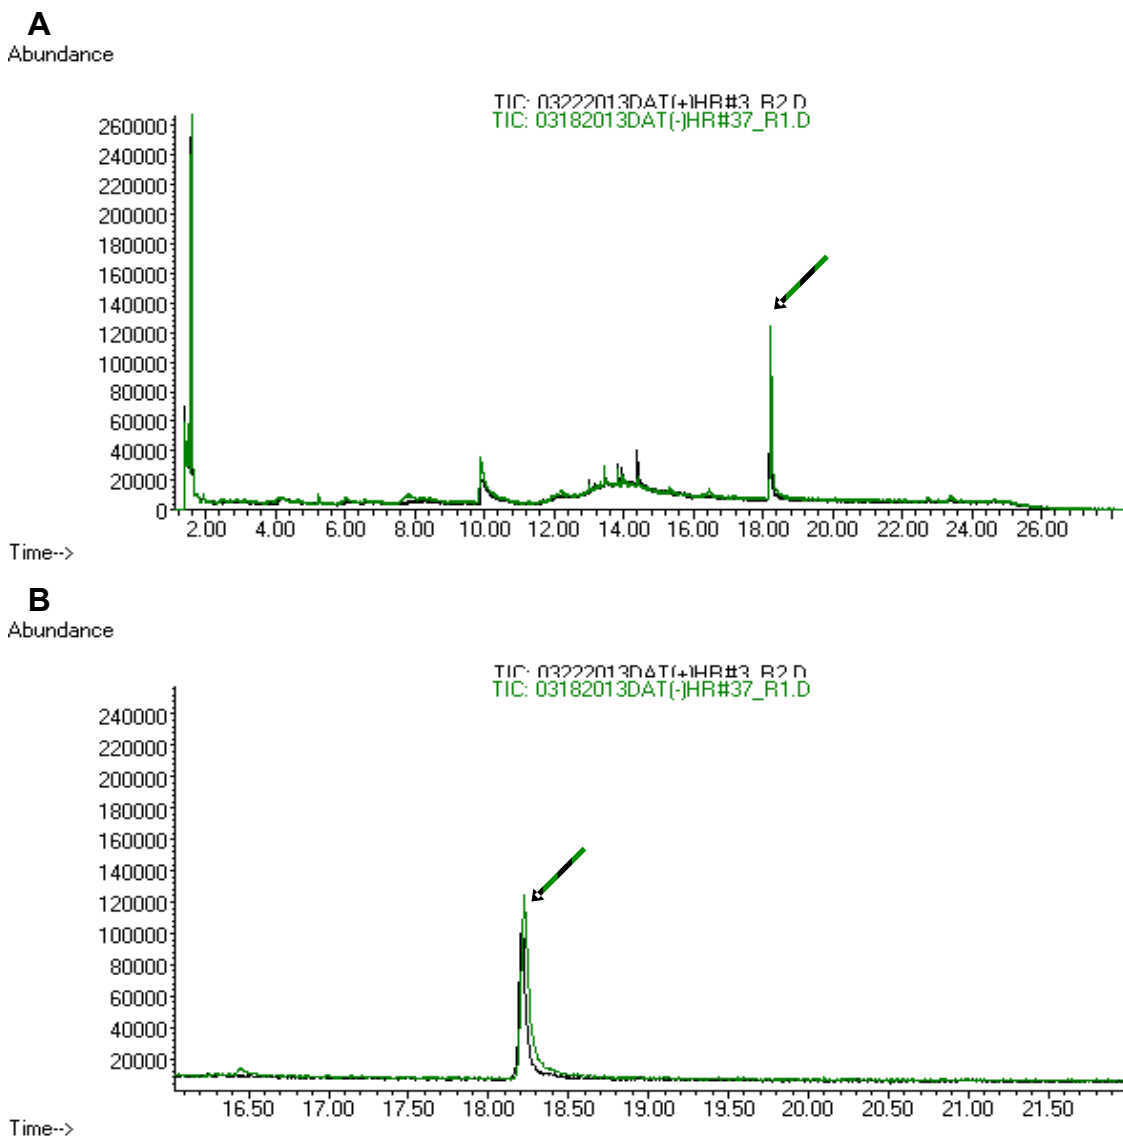 A
Abundance
TIC: 03222013DAT(+)HR#3_R2.D
TIC: 03182013DAT(-)HR#37_R1.D
260000
240000
220000
200000
180000
160000
140000
120000
100000
80000
60000
40000
20000
0
2.00 4.00 6.00 8.00 10.00 12.00 14.00 16.00 18.00 20.00 22.00 24.00 26.00
Time-->
B
Abundance
TIC: 03222013DAT(+)HR#3_R2.D
TIC: 03182013DAT(-)HR#37_R1.D
240000
220000
200000
180000
160000
140000
120000
100000
80000
60000
40000
20000
16.50 17.00 17.50 18.00 18.50 19.00 19.50 20.00 20.50 21.00 21.50
Time-->